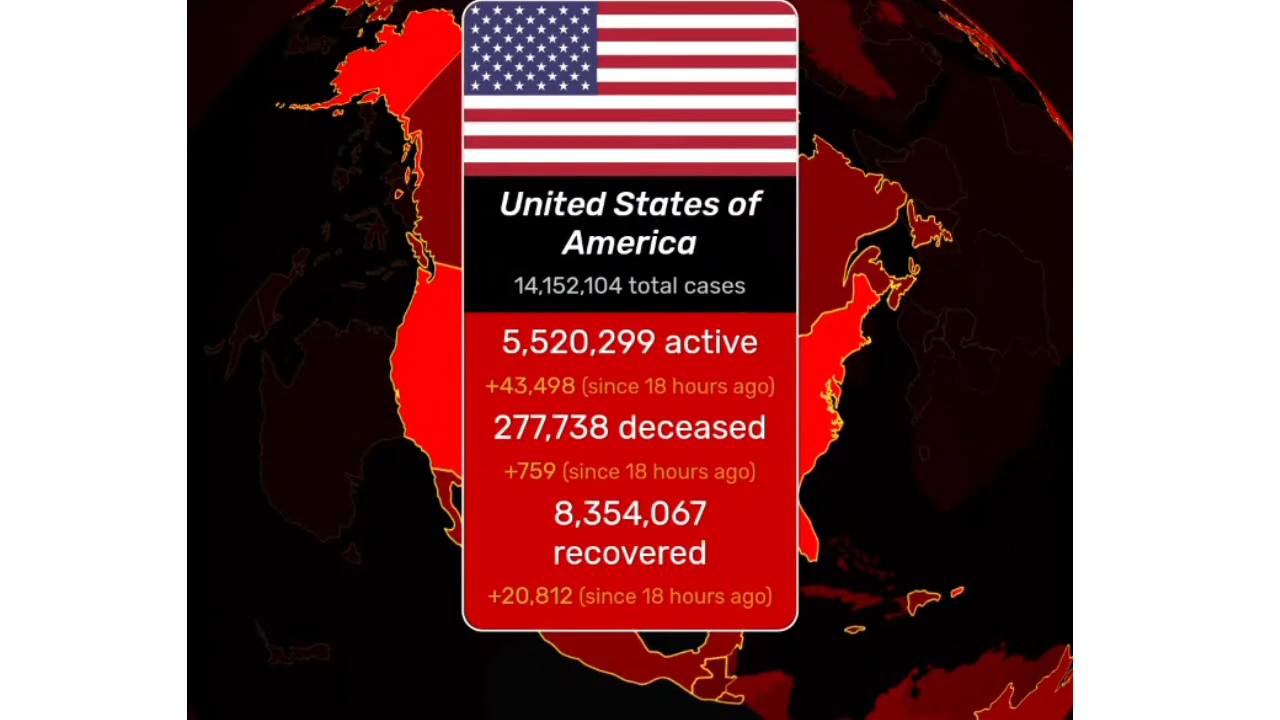 United States of
America
14,152,104 total cases
5,520,299 active
+43,498 (since 18 hours ago)
277,738 deceased
+759 (since 18 hours ago)
8,354,067
recovered
+20,812 (since 18 hours ago)